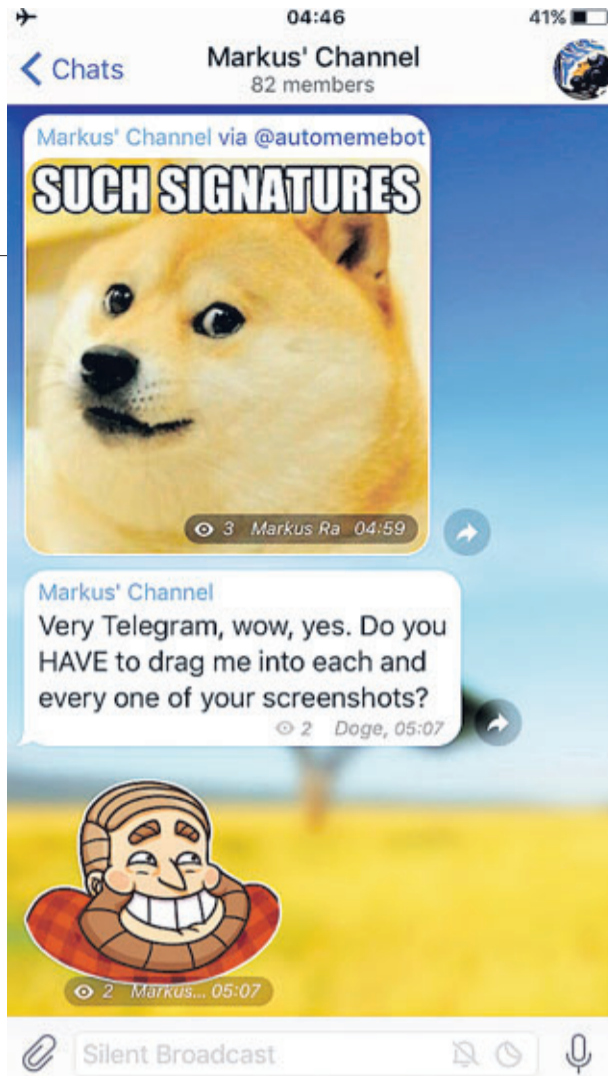 04:46
41%
Chats
Markus' Channel
82 members
Markus' Channel via @automemebot
SUCH SIGNATURES
3 Markus Ra 04:59
Markus' Channel
Very Telegram, wow, yes. Do you
HAVE to drag me into each and
every one of your screenshots?
2 Doge, 05:07
2 Markus... 05:07
Silent Broadcast